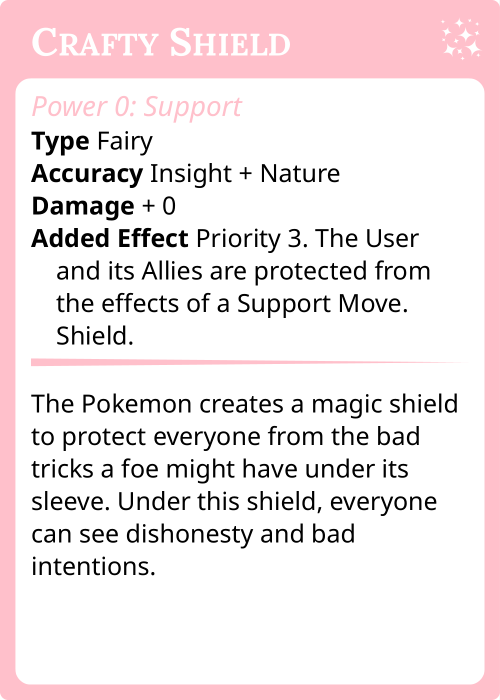 Crafty Shield
Power 0: Support
Type Fairy
Accuracy Insight + Nature
Damage + 0
Added Effect Priority 3. The User
and its Allies are protected from
the effects of a Support Move.
Shield.
The Pokemon creates a magic shield
to protect everyone from the bad
tricks a foe might have under its
sleeve. Under this shield, everyone
can see dishonesty and bad
intentions.